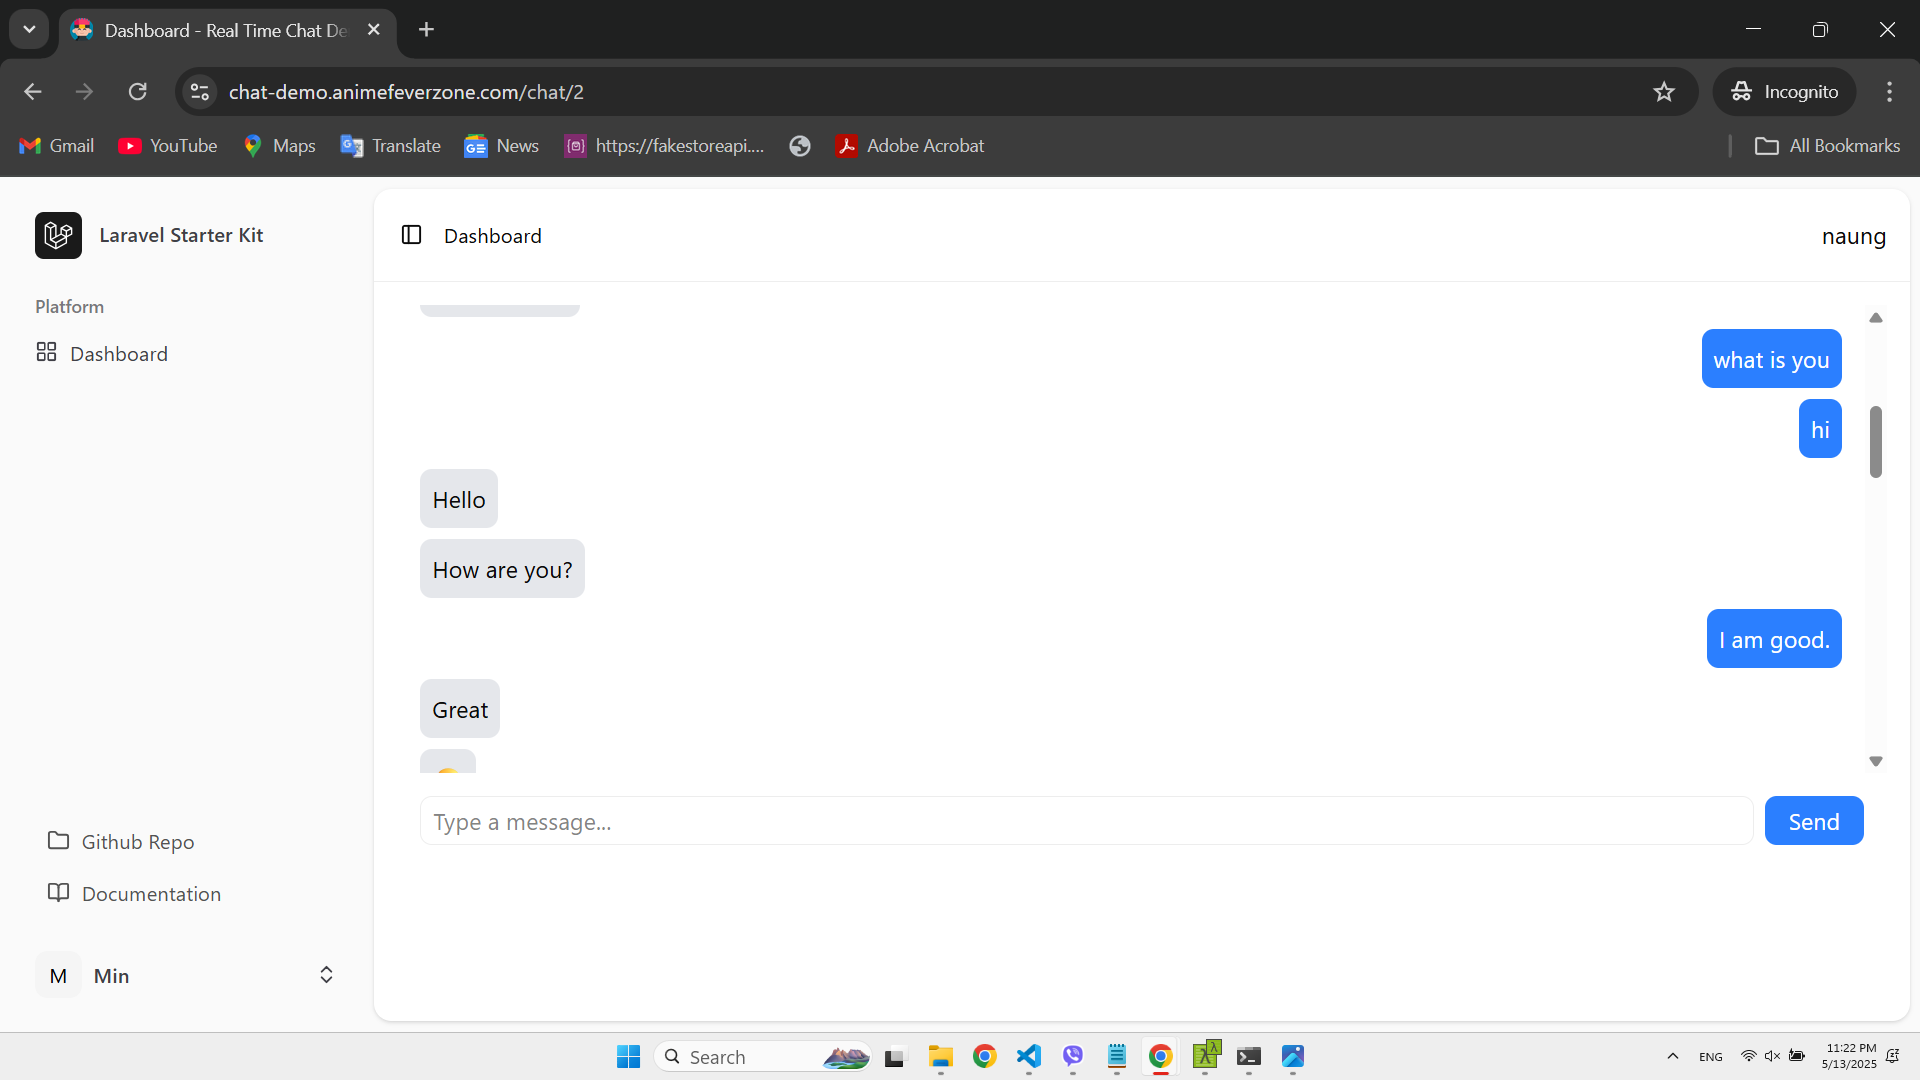 Dashboard - Real Time Chat De
chat-demo.animefeverzone.com/chat/2
Incognito
Gmail
YouTube
Maps
Translate
News
https://fakestoreapi....
Adobe Acrobat
All Bookmarks
Laravel Starter Kit
Platform
Dashboard
Github Repo
Documentation
M
Min
Dashboard
naung
what is you
hi
Hello
How are you?
I am good.
Great
Type a message...
Send
Search
ENG
11:22 PM
5/13/2025